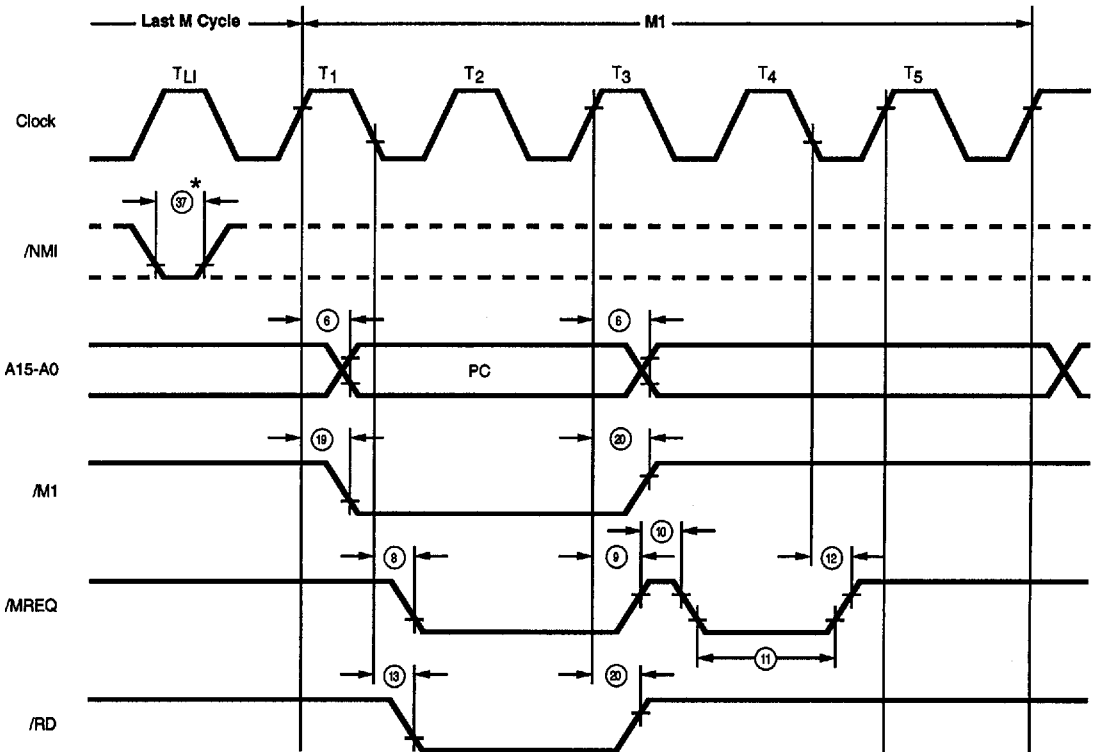 Last M Cycle M1
TLI T1 T2 T3 T4 T5
Clock
37 *
/NMI
6 6
A15-A0 PC
19 20
/M1
10
8 9 12
/MREQ
11
13 20
/RD